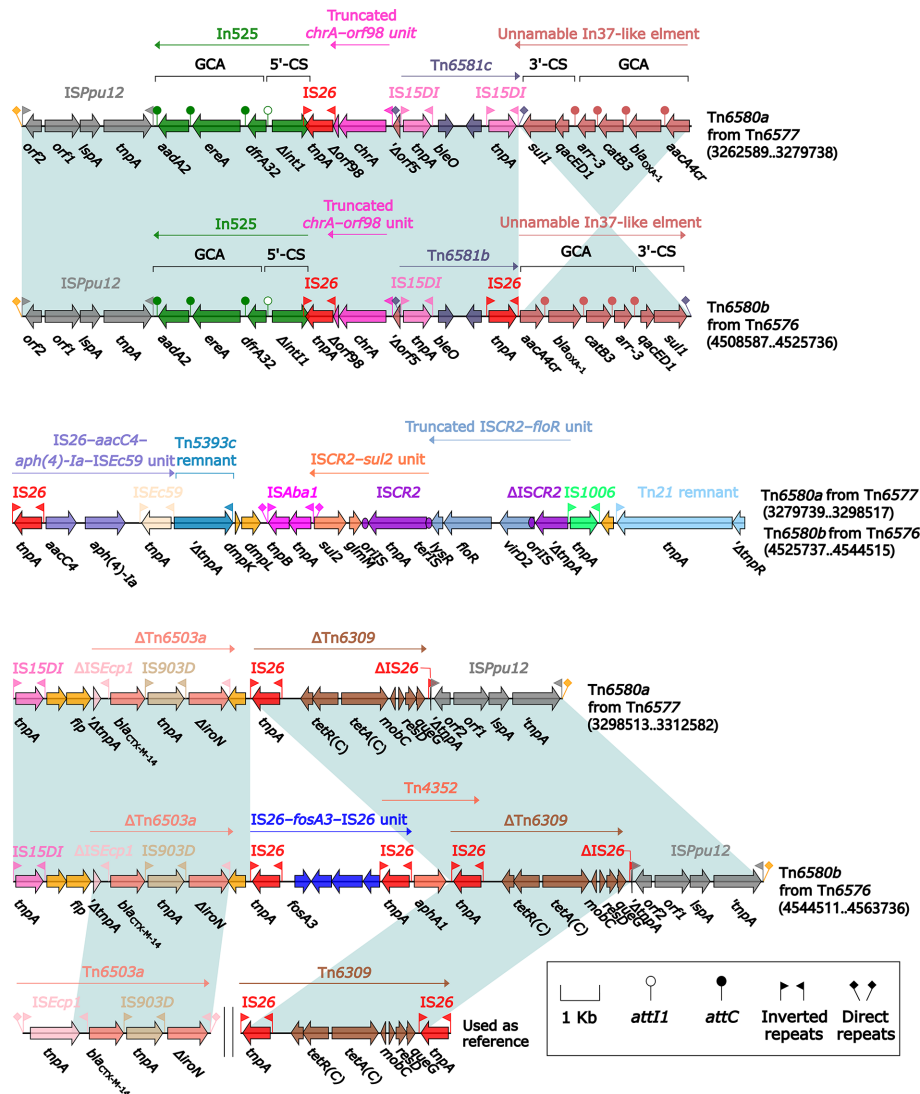 Truncated
In525 chrA–orf98 unit Tn6581c Unnamable In37-like elment
GCA 5'-CS 3'-CS GCA
ISPpu12 IS26 IS15DI IS15DI
Tn6580a
from Tn6577
(3262589..3279738)
orf2 orf1 lspA tnpA aadA2 ereA dfrA32 Δint1 tnpA Δorf98 chrA 'Δorf5 tnpA bleO tnpA sul1 qacED1 arr-3 catB3 blaOXA-1 aacA4cr
Truncated
In525 chrA–orf98 unit Unnamable In37-like elment
Tn6581b
GCA 5'-CS GCA 3'-CS
ISPpu12 IS26 IS15DI IS26
Tn6580b
from Tn6576
(4508587..4525736)
orf2 orf1 lspA tnpA aadA2 ereA dfrA32 ΔintI1 tnpA Δorf98 chrA 'Δorf5 tnpA bleO tnpA aacA4cr blaOXA-1 catB3 arr-3 qacED1 sul1
Truncated ISCR2–floR unit
IS26–aacC4– Tn5393c
aph(4)-Ia–ISEc59 unit remnant ISCR2–sul2 unit
IS26 ISEc59 ISAba1 ISCR2 ΔISCR2 IS1006 Tn21 remnant
Tn6580a from Tn6577
(3279739..3298517)
Tn6580b from Tn6576
(4525737..4544515)
tnpA aacC4 aph(4)-Ia tnpA 'ΔtnpA dmpK dmpL tnpB tnpA sul2 glmM oriIS tnpA terIS lysR floR virD2 oriIS 'ΔtnpA tnpA tnpA ΔtnpR
ΔTn6503a ΔTn6309
IS15DI ΔISEcp1 IS903D IS26 ΔIS26 ISPpu12
Tn6580a
from Tn6577
(3298513..3312582)
tnpA flp 'ΔtnpA blaCTX-M-14 tnpA ΔiroN tnpA tetR(C) tetA(C) mobC resD queG 'ΔtnpA orf2 orf1 lspA 'tnpA
Tn4352
ΔTn6503a IS26–fosA3–IS26 unit ΔTn6309
IS15DI ΔISEcp1 IS903D IS26 IS26 IS26 ΔIS26 ISPpu12
Tn6580b
from Tn6576
(4544511..4563736)
tnpA flp 'ΔtnpA blaCTX-M-14 tnpA ΔiroN tnpA fosA3 tnpA aphA1 tnpA tetR(C) tetA(C) mobC resD queG 'ΔtnpA orf2 orf1 lspA 'tnpA
Tn6503a Tn6309
ISEcp1 IS903D IS26 IS26
Used as
reference
tnpA blaCTX-M-14 tnpA ΔiroN tnpA tetR(C) tetA(C) mobC resD queG tnpA
1 Kb attI1 attC Inverted
repeats Direct
repeats